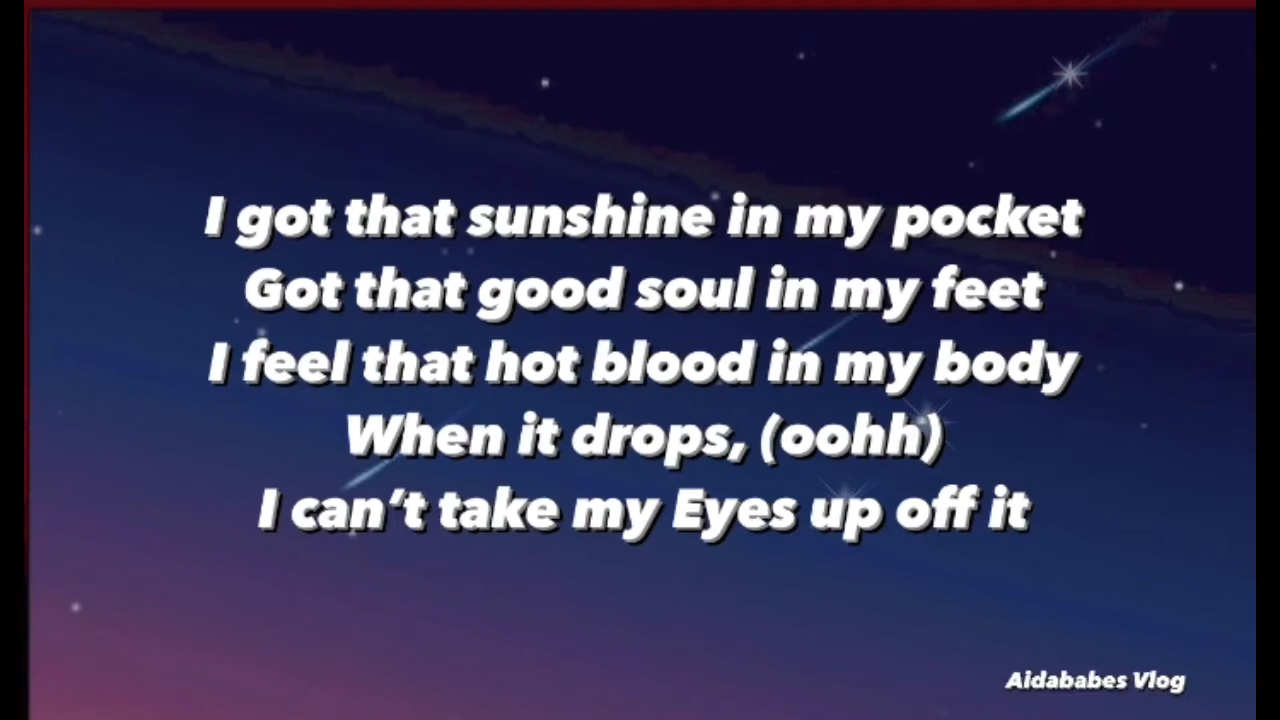 I got that sunshine in my pocket
Got that good soul in my feet
I feel that hot blood in my body
When it drops, (oohh)
I can’t take my Eyes up off it
Aidababes Vlog